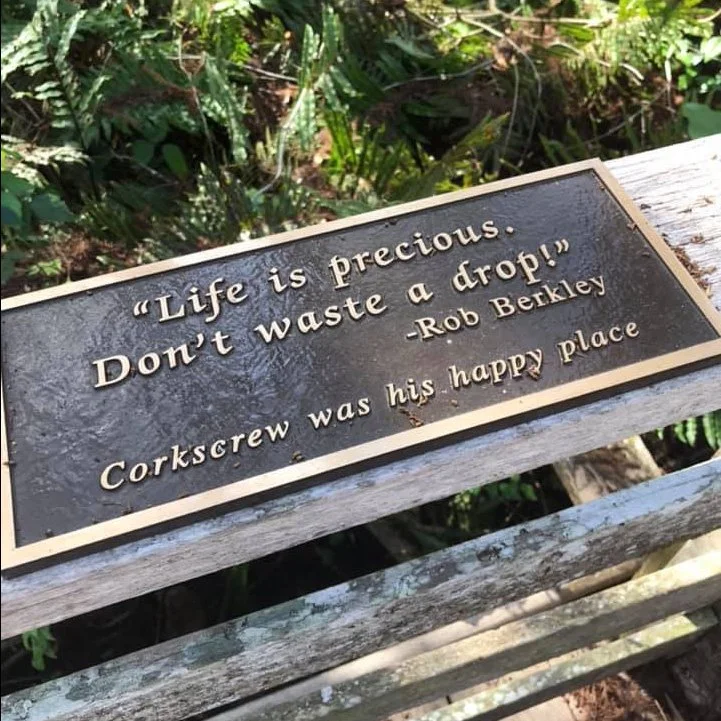 “Life is precious.
Don’t waste a drop!”
-Rob Berkley
Corkscrew was his happy place